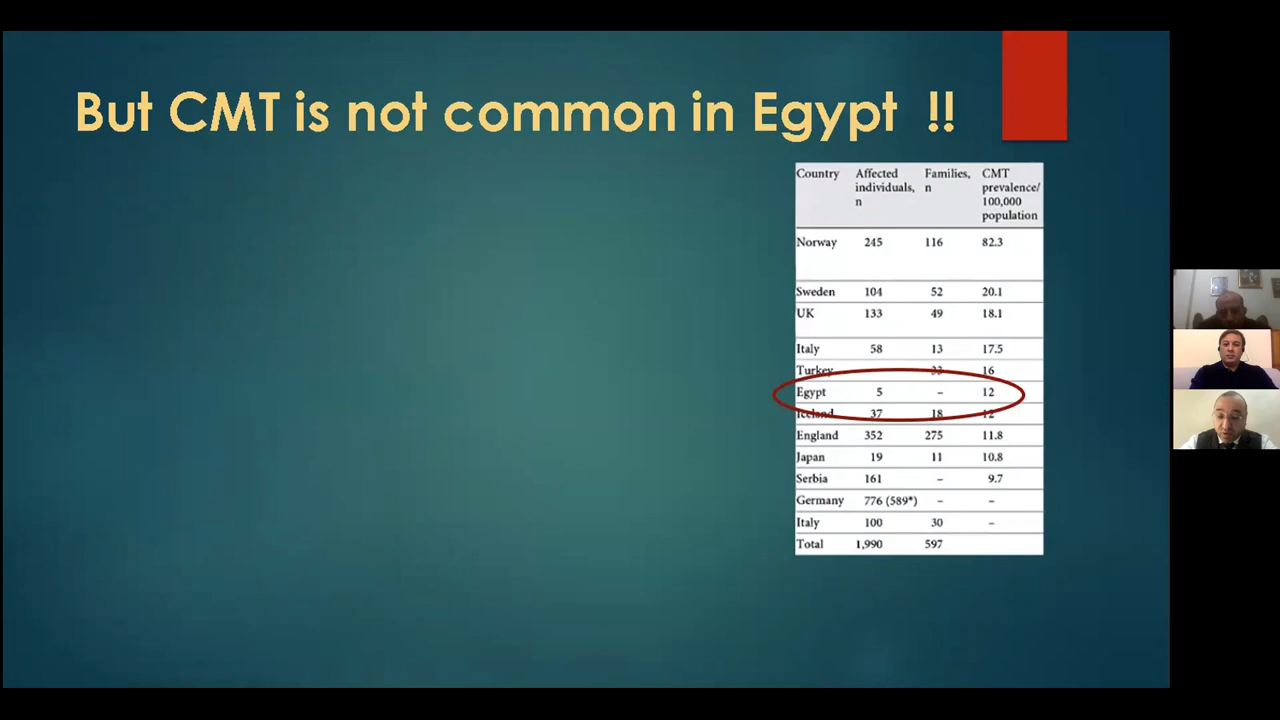 But CMT is not common in Egypt !!
Country Affected individuals, n Families, n CMT prevalence/ 100,000 population
Norway 245 116 82.3
Sweden 104 52 20.1
UK 133 49 18.1
Italy 58 13 17.5
Turkey 33 16
Egypt 5 – 12
Iceland 37 18 12
England 352 275 11.8
Japan 19 11 10.8
Serbia 161 – 9.7
Germany 776 (589*) – –
Italy 100 30 –
Total 1,990 597